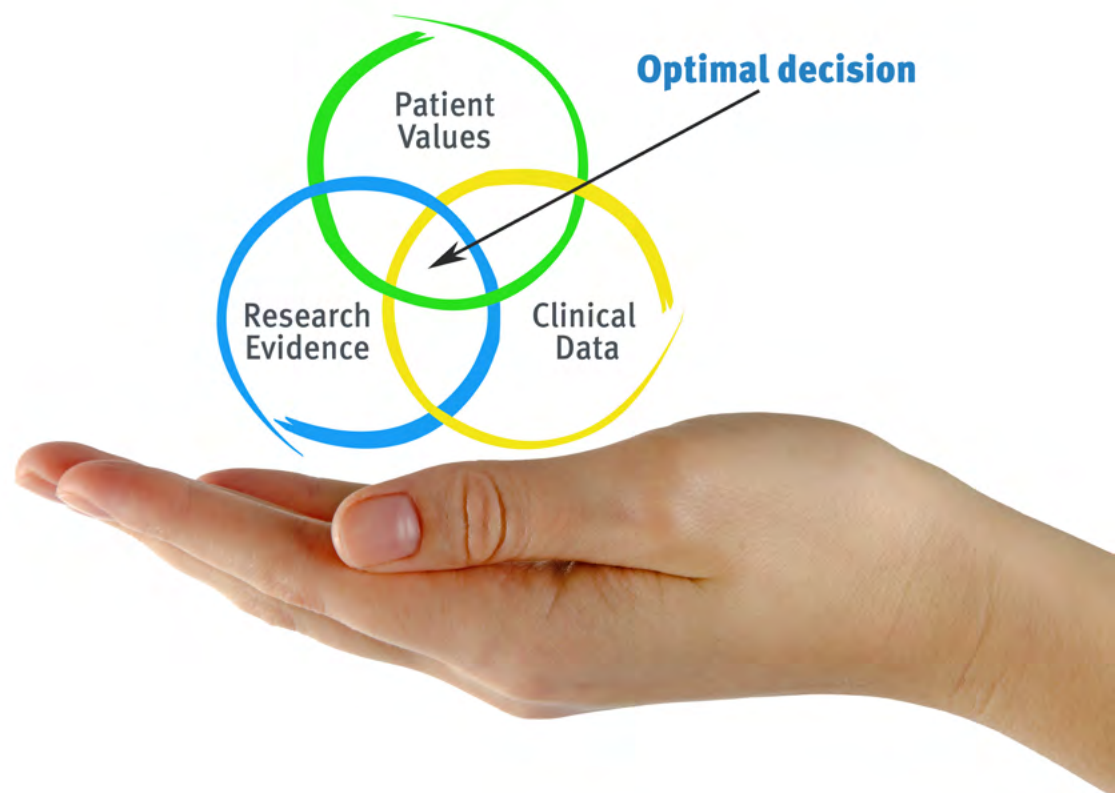 Optimal decision
Patient
Values
Research
Evidence
Clinical
Data